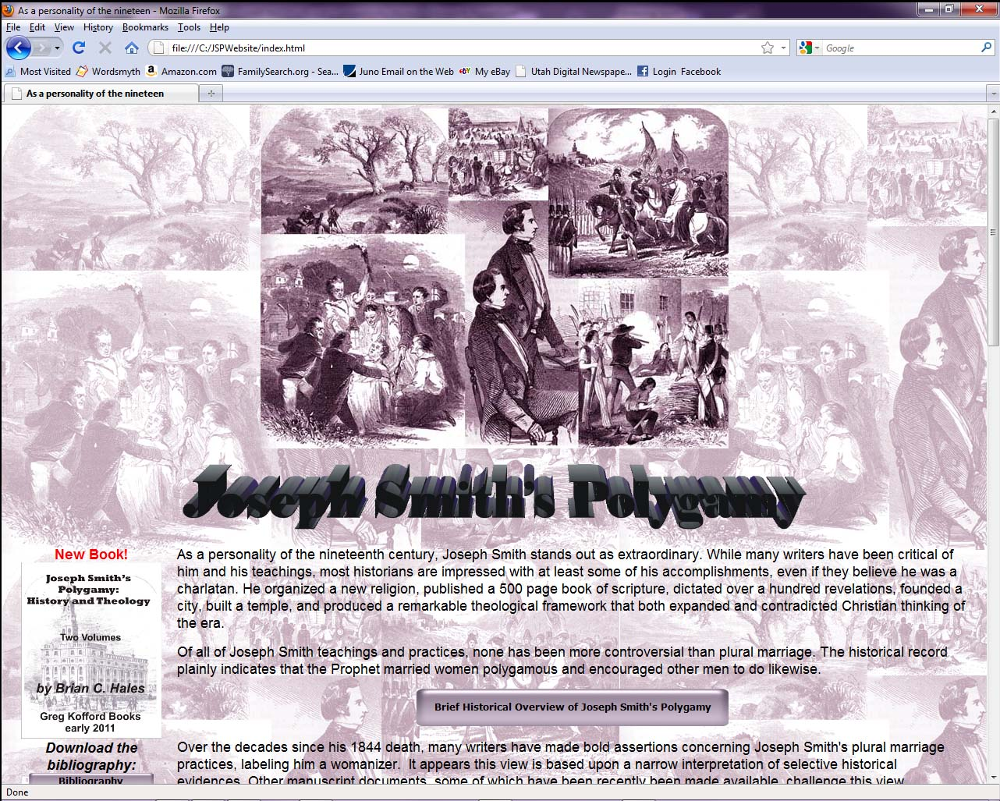 As a personality of the nineteen - Mozilla Firefox
File Edit View History Bookmarks Tools Help
file:///C:/JSPWebsite/index.html
Google
Most Visited Wordsmyth Amazon.com FamilySearch.org - Sea... Juno Email on the Web My eBay Utah Digital Newspape... Login Facebook
As a personality of the nineteen
Joseph Smith's Polygamy
New Book!
Joseph Smith's
Polygamy:
History and Theology
Two Volumes
by Brian C. Hales
Greg Kofford Books
early 2011
Download the
bibliography:
Bibliography
As a personality of the nineteenth century, Joseph Smith stands out as extraordinary. While many writers have been critical of
him and his teachings, most historians are impressed with at least some of his accomplishments, even if they believe he was a
charlatan. He organized a new religion, published a 500 page book of scripture, dictated over a hundred revelations, founded a
city, built a temple, and produced a remarkable theological framework that both expanded and contradicted Christian thinking of
the era.
Of all of Joseph Smith teachings and practices, none has been more controversial than plural marriage. The historical record
plainly indicates that the Prophet married women polygamous and encouraged other men to do likewise.
Brief Historical Overview of Joseph Smith's Polygamy
Over the decades since his 1844 death, many writers have made bold assertions concerning Joseph Smith's plural marriage
practices, labeling him a womanizer. It appears this view is based upon a narrow interpretation of selective historical
evidences. Other manuscript documents, some of which have been recently been made available, challenge this view
Done